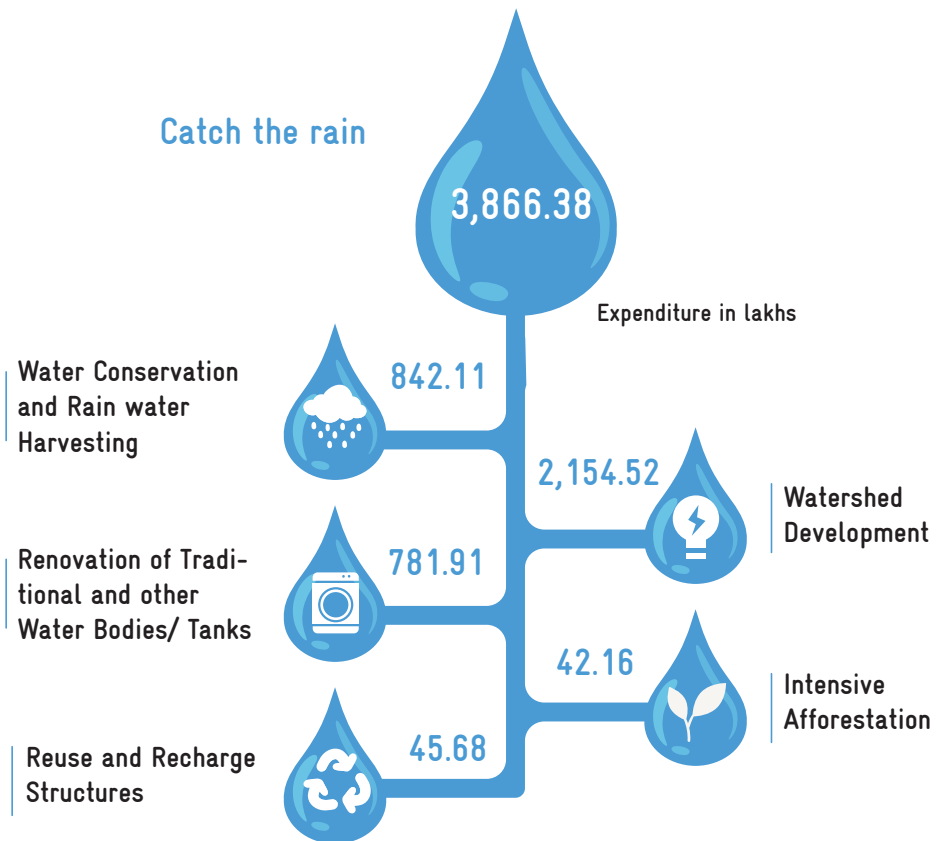 Catch the rain
3,866.38
Expenditure in lakhs
Water Conservation
and Rain water
Harvesting
842.11
2,154.52
Watershed
Development
Renovation of Tradi-
tional and other
Water Bodies/ Tanks
781.91
42.16
Intensive
Afforestation
Reuse and Recharge
Structures
45.68